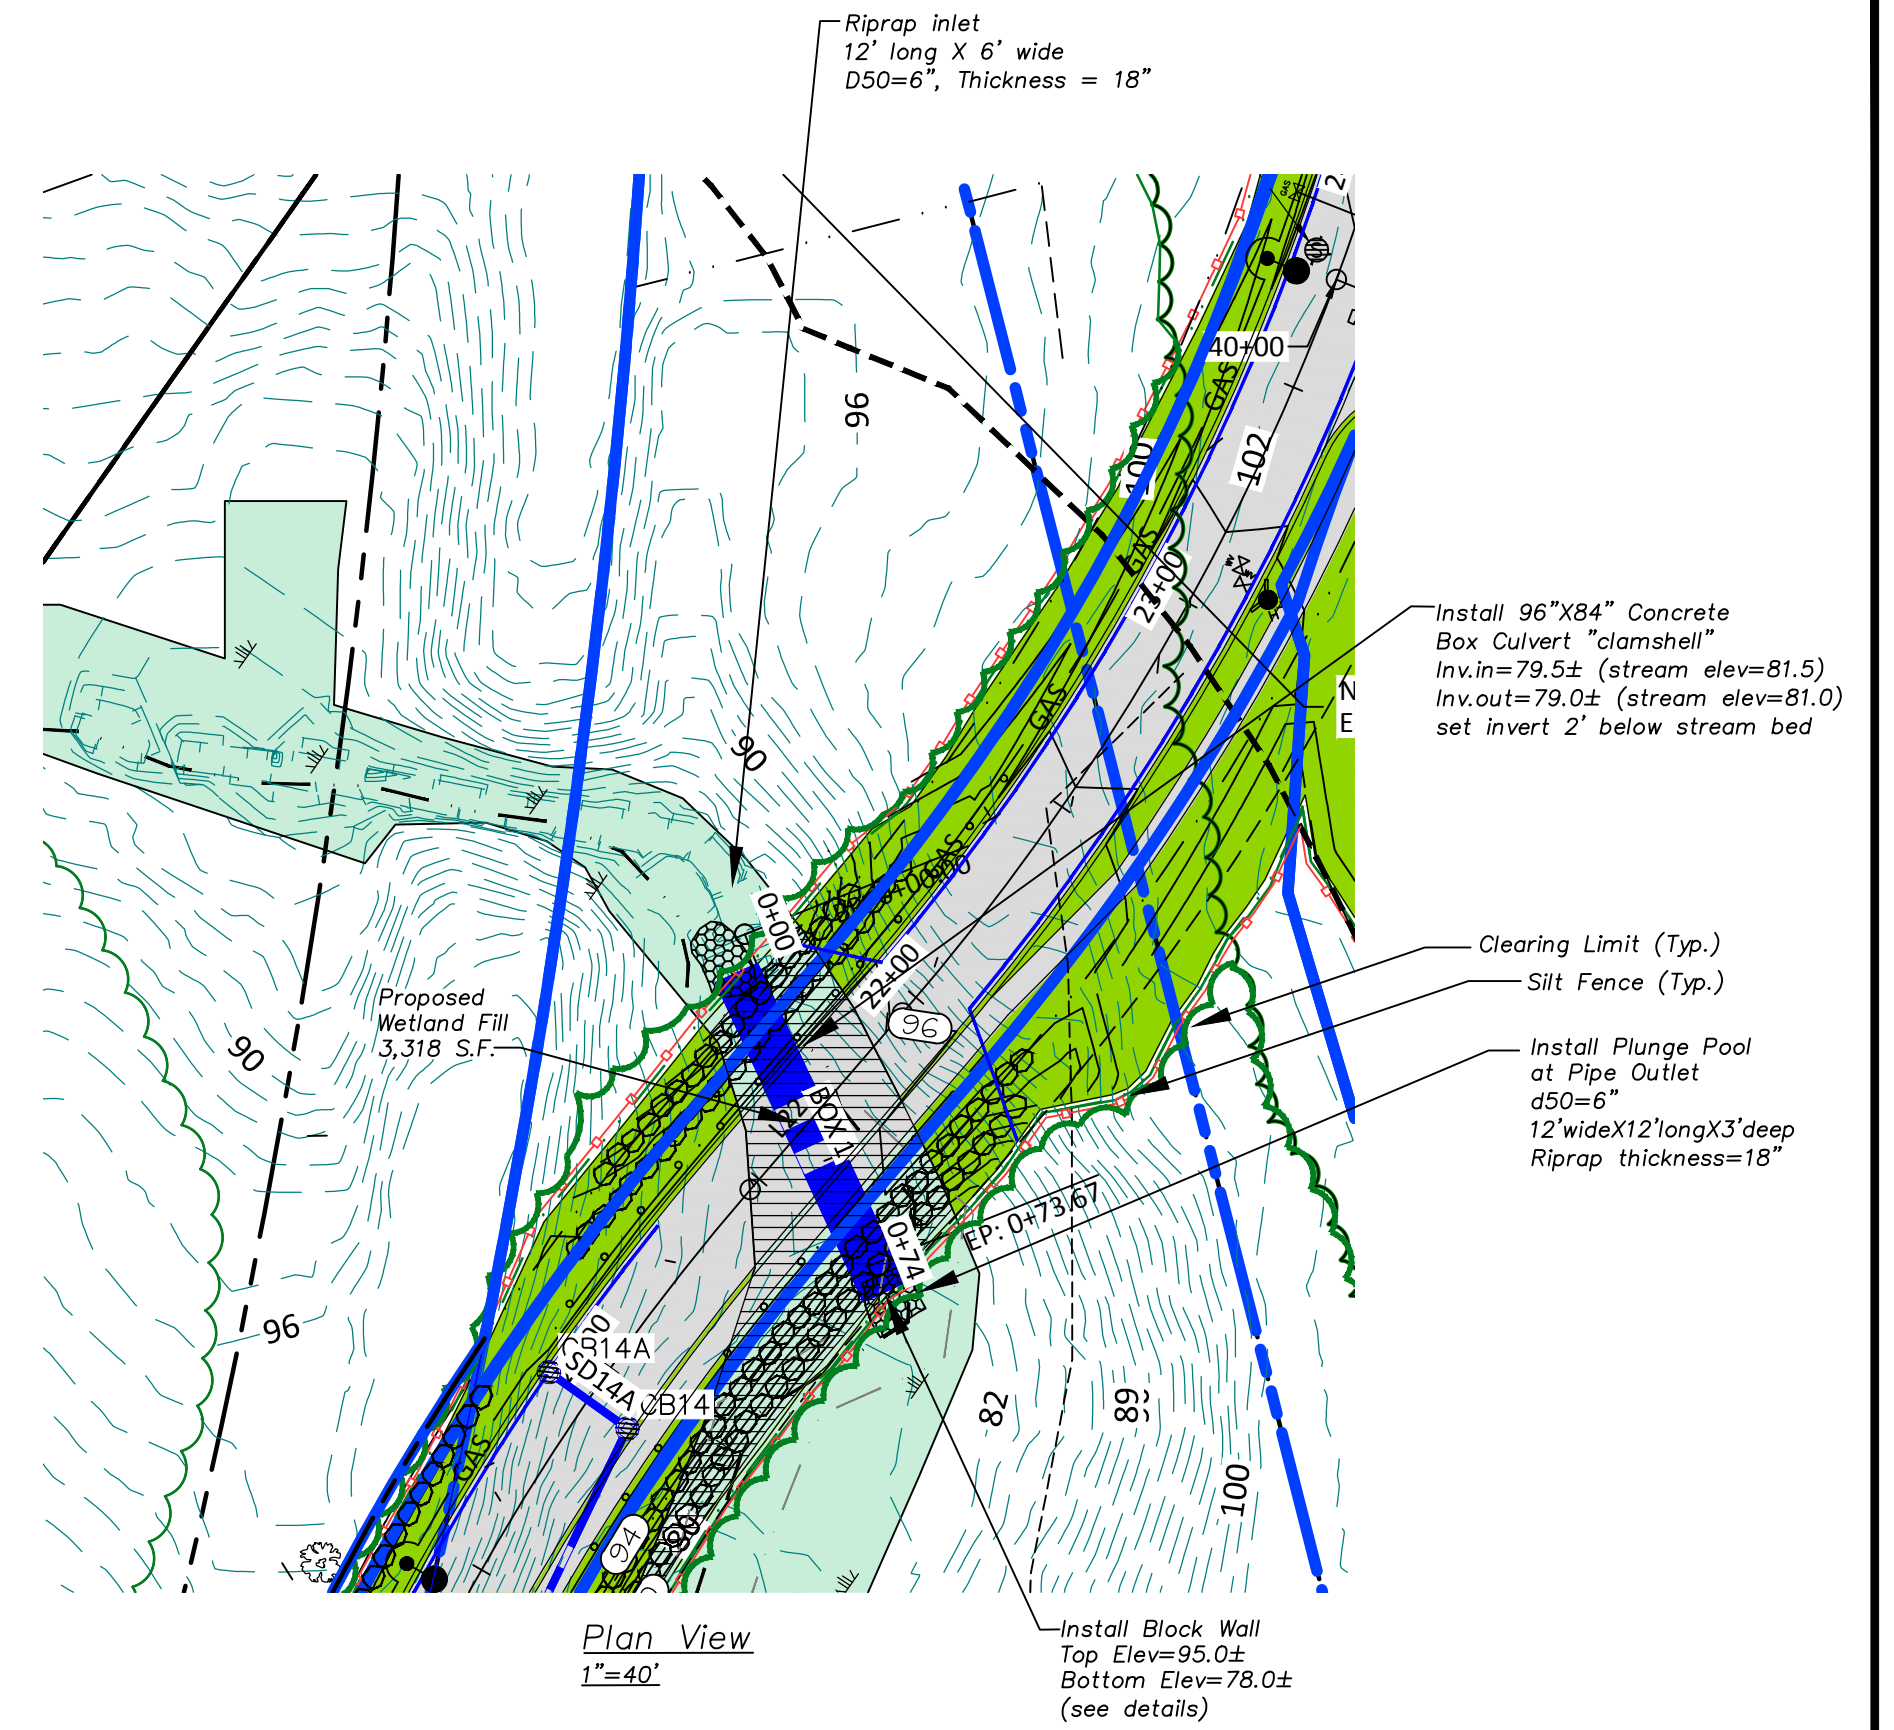 Riprap inlet
12' long X 6' wide
D50=6", Thickness = 18"
GAS
40+00
GAS
96
100
102
GAS
23+00
Install 96"X84" Concrete
Box Culvert "clamshell"
Inv.in=79.5± (stream elev=81.5)
Inv.out=79.0± (stream elev=81.0)
set invert 2' below stream bed
N
E
GAS
90
GAS
0+00
22+00
96
Clearing Limit (Typ.)
Silt Fence (Typ.)
Proposed
Wetland Fill
3,318 S.F.
90
Install Plunge Pool
at Pipe Outlet
d50=6"
12'wideX12'longX3'deep
Riprap thickness=18"
L22
BOX 1
EP: 0+73.67
0+74
96
CB14A
SD14A
CB14
82
89
GAS
100
94
90
Plan View
1"=40'
Install Block Wall
Top Elev=95.0±
Bottom Elev=78.0±
(see details)